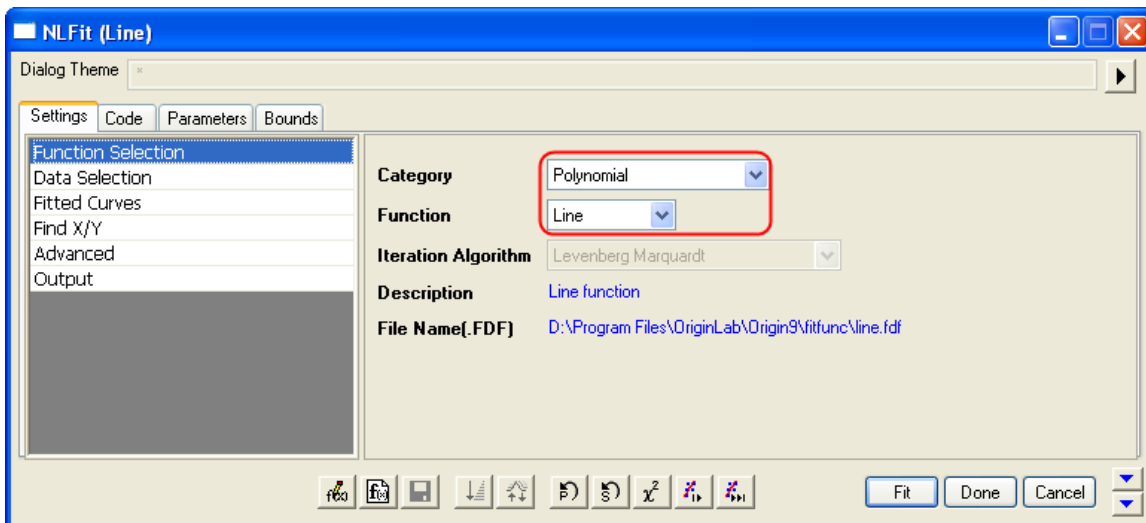 NLFit (Line)
Dialog Theme *
Settings Code Parameters Bounds
Function Selection
Data Selection
Fitted Curves
Find X/Y
Advanced
Output
Category Polynomial
Function Line
Iteration Algorithm Levenberg Marquardt
Description Line function
File Name(.FDF) D:\Program Files\OriginLab\Origin9\fitfunc\line.fdf
Fit Done Cancel